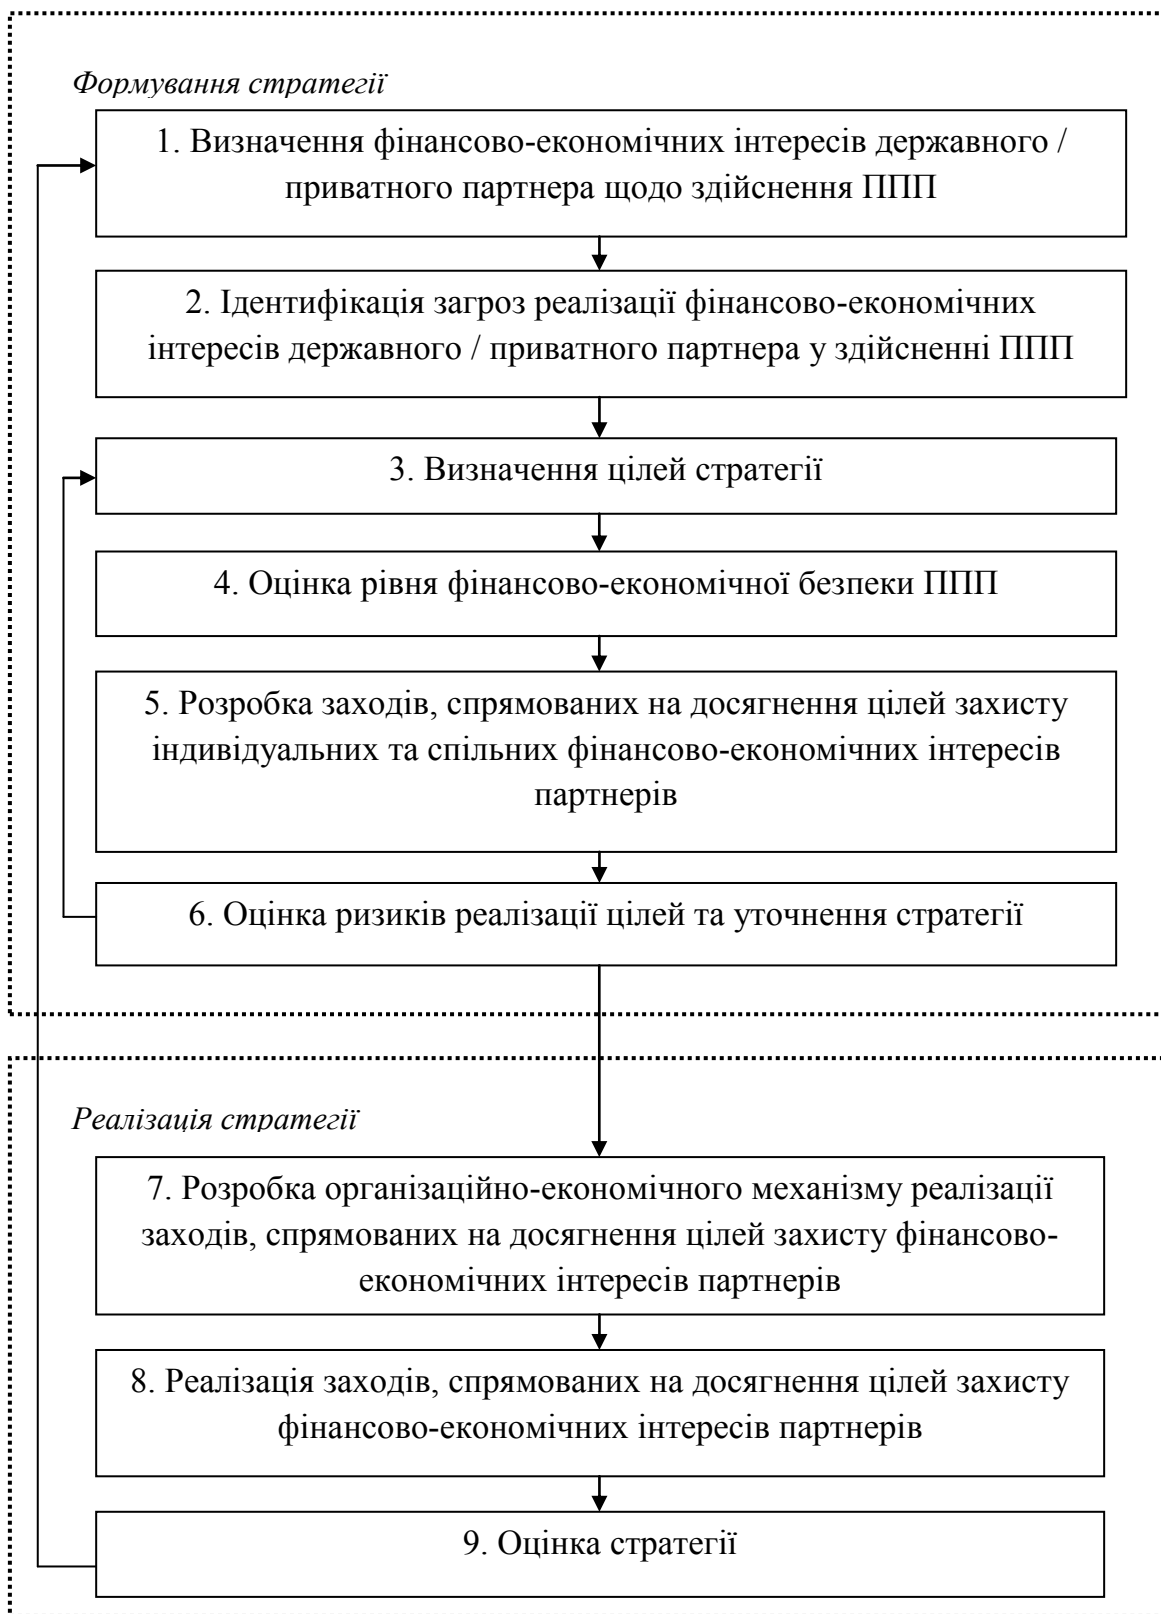 Формування стратегії
1. Визначення фінансово-економічних інтересів державного /
приватного партнера щодо здійснення ППП
2. Ідентифікація загроз реалізації фінансово-економічних
інтересів державного / приватного партнера у здійсненні ППП
3. Визначення цілей стратегії
4. Оцінка рівня фінансово-економічної безпеки ППП
5. Розробка заходів, спрямованих на досягнення цілей захисту
індивідуальних та спільних фінансово-економічних інтересів
партнерів
6. Оцінка ризиків реалізації цілей та уточнення стратегії
Реалізація стратегії
7. Розробка організаційно-економічного механізму реалізації
заходів, спрямованих на досягнення цілей захисту фінансово-
економічних інтересів партнерів
8. Реалізація заходів, спрямованих на досягнення цілей захисту
фінансово-економічних інтересів партнерів
9. Оцінка стратегії